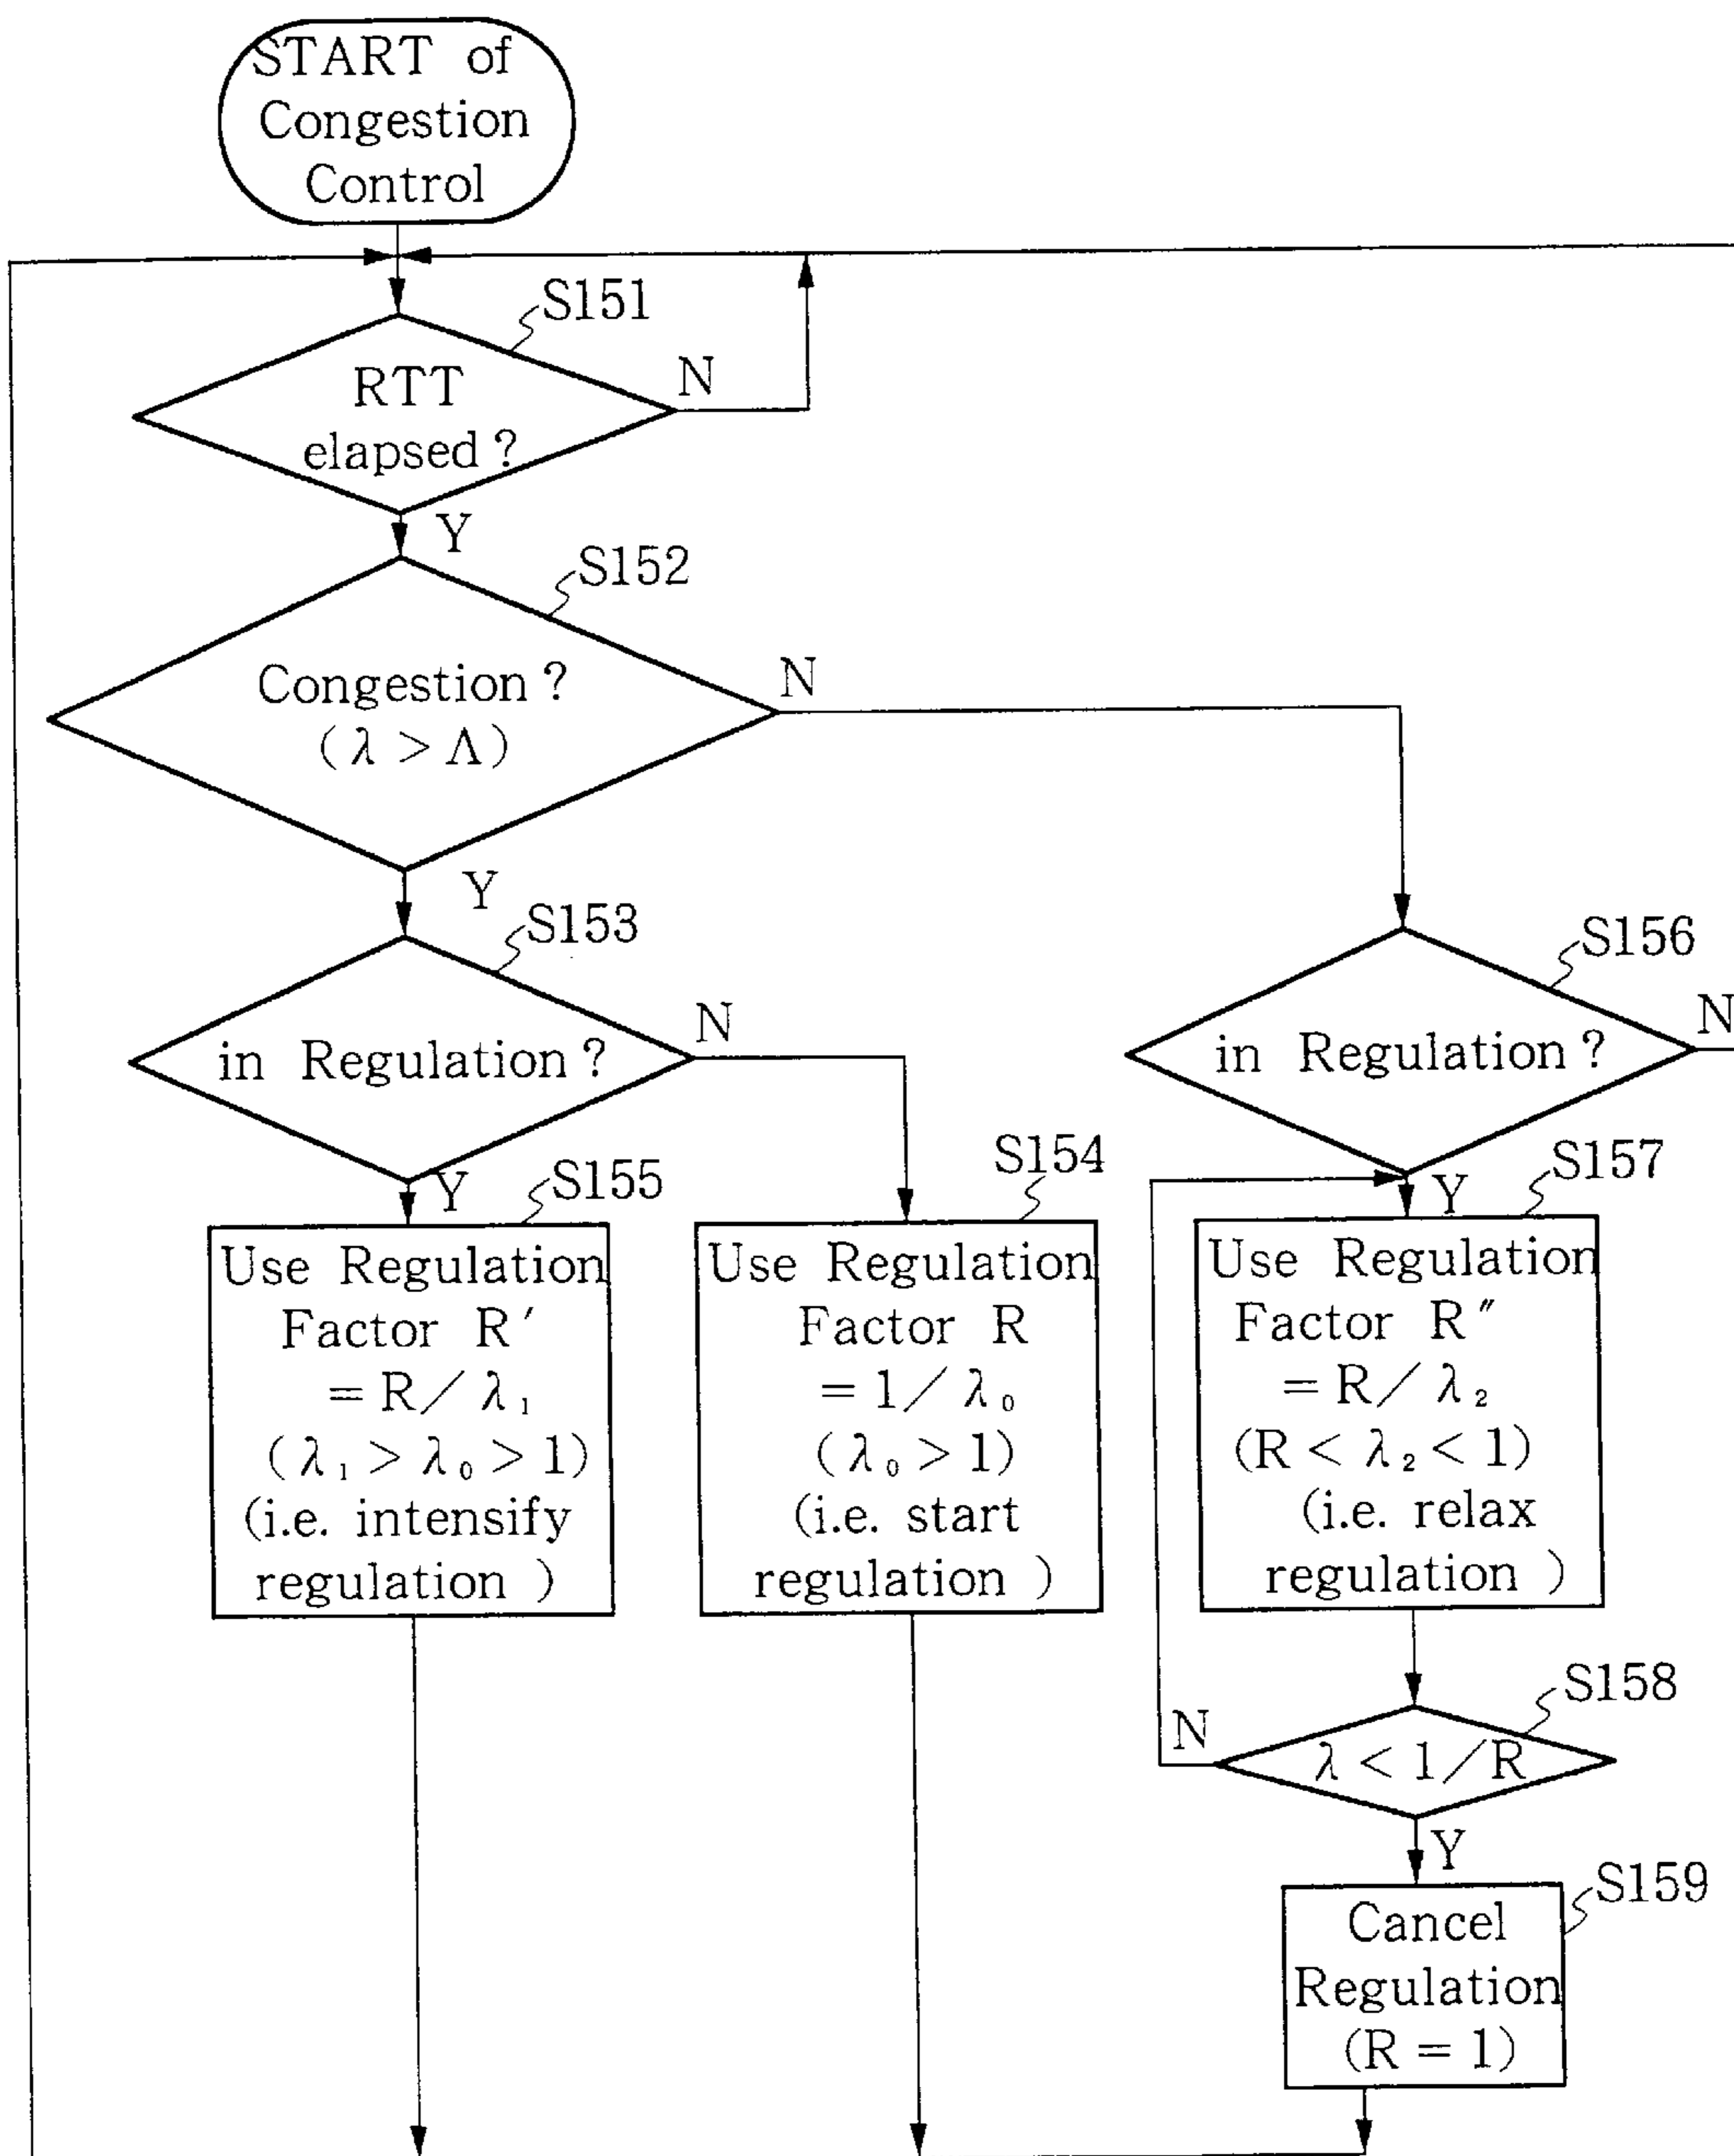 START of
Congestion
Control
S151
RTT
elapsed?
N
Y
S152
Congestion?
(λ > Λ)
N
Y
S153
in Regulation?
N
Y
S156
in Regulation?
N
Y
S155
Use Regulation
Factor R′
= R/λ₁
(λ₁ > λ₀ > 1)
(i.e. intensify
regulation )
S154
Use Regulation
Factor R
= 1/λ₀
(λ₀ > 1)
(i.e. start
regulation )
S157
Use Regulation
Factor R″
= R/λ₂
(R < λ₂ < 1)
(i.e. relax
regulation )
S158
λ < 1/R
N
Y
S159
Cancel
Regulation
(R = 1)